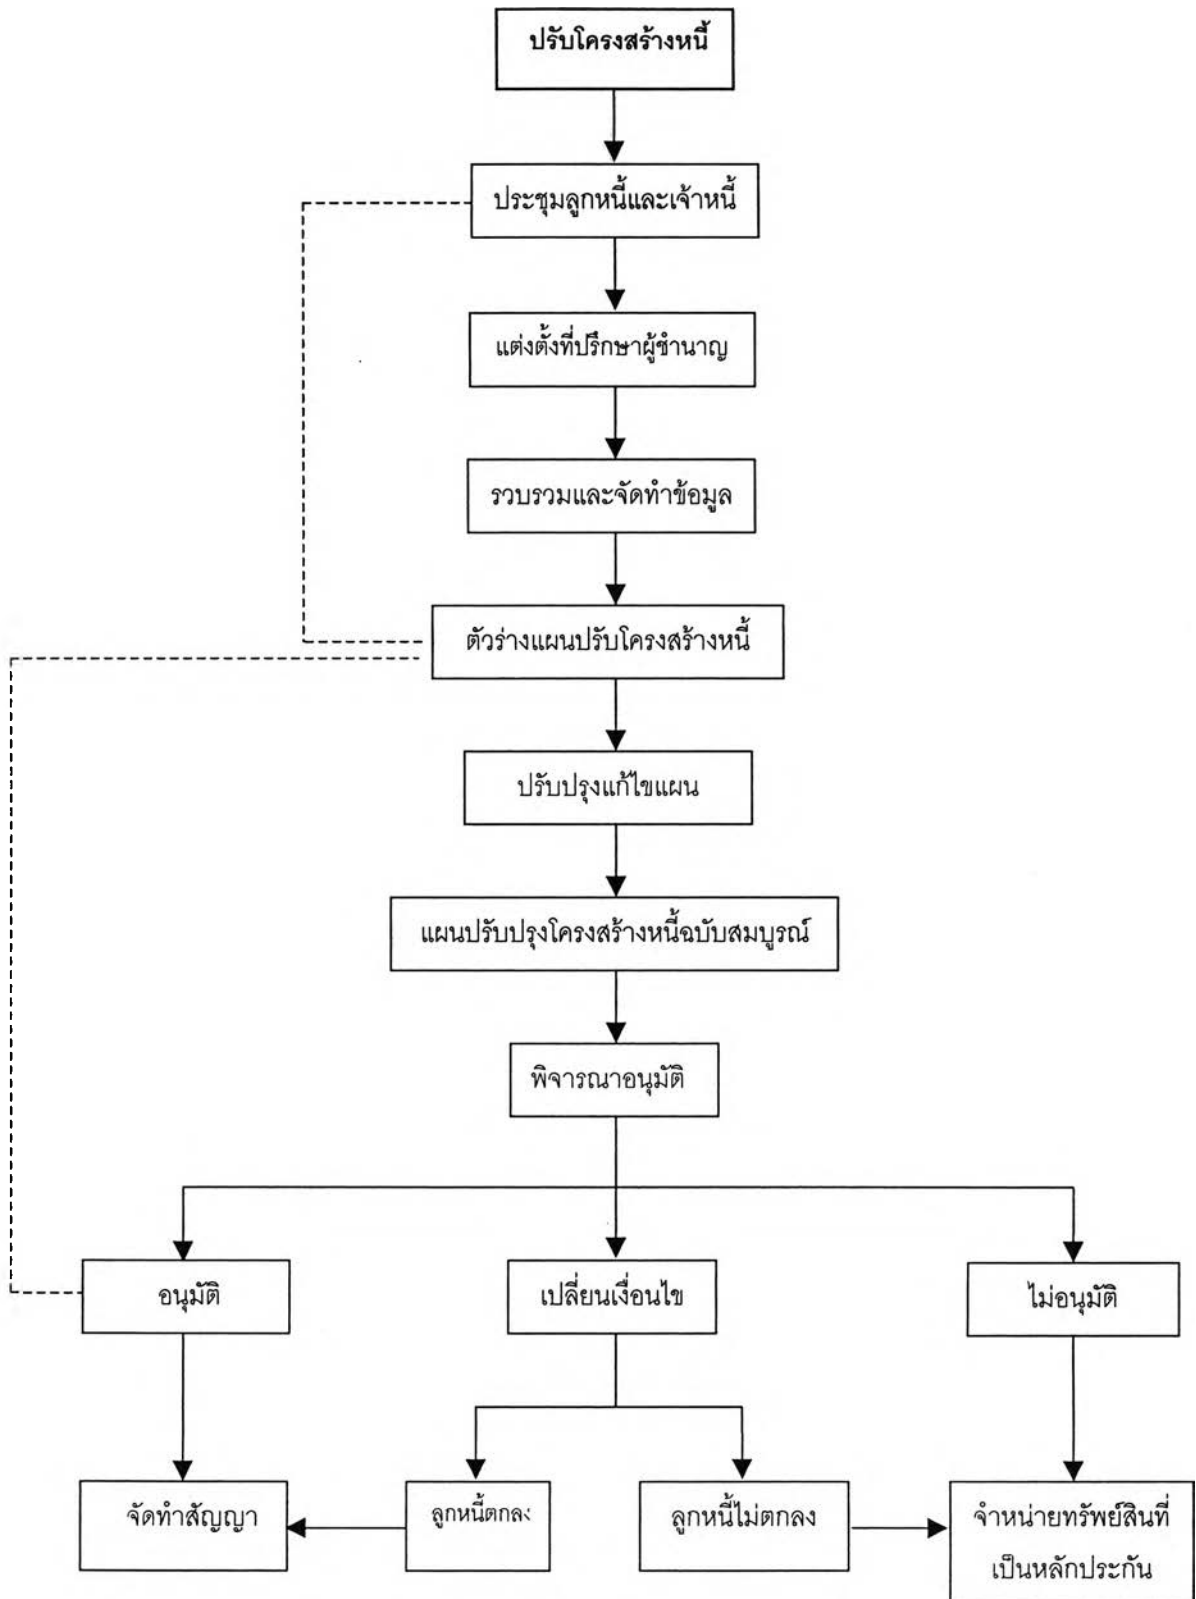 ปรับโครงสร้างหนี้
ประชุมลูกหนี้และเจ้าหนี้
แต่งตั้งที่ปรึกษาผู้ชำนาญ
รวบรวมและจัดทำข้อมูล
ตัวร่างแผนปรับโครงสร้างหนี้
ปรับปรุงแก้ไขแผน
แผนปรับปรุงโครงสร้างหนี้ฉบับสมบูรณ์
พิจารณาอนุมัติ
อนุมัติ
เปลี่ยนเงื่อนไข
ไม่อนุมัติ
จัดทำสัญญา
ลูกหนี้ตกลง
ลูกหนี้ไม่ตกลง
จำหน่ายทรัพย์สินที่
เป็นหลักประกัน